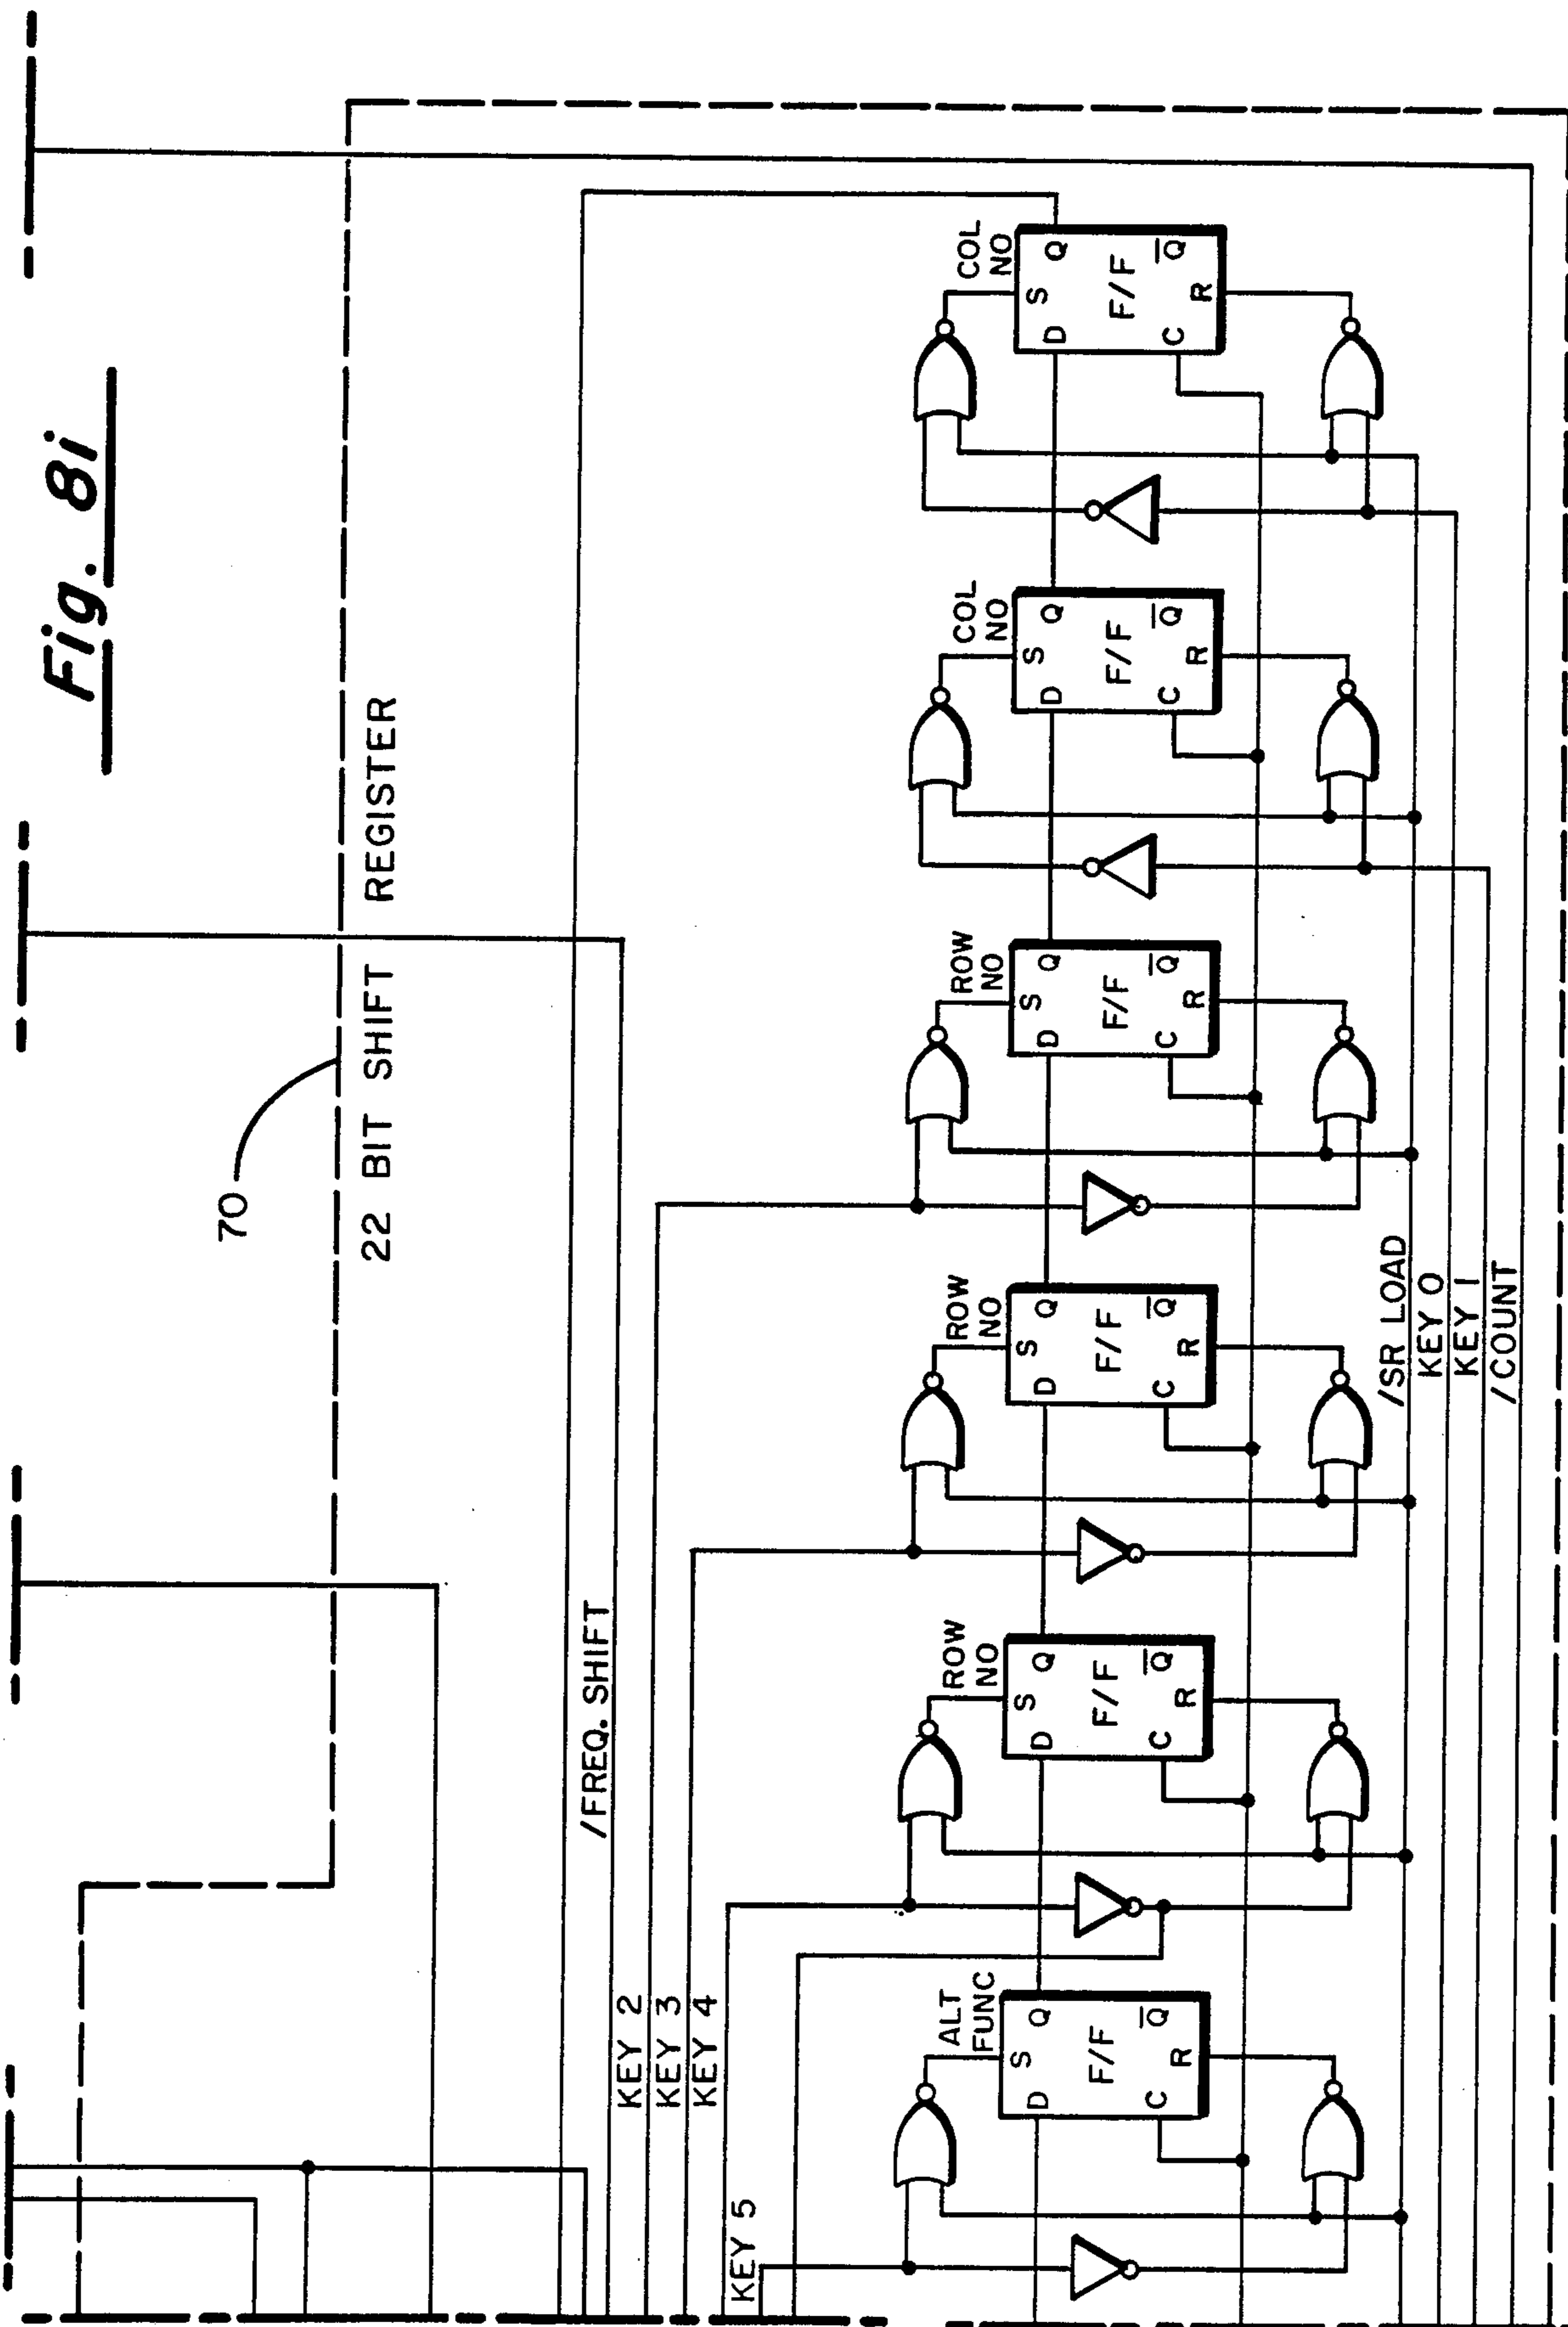 Fig. 8i
70
22 BIT SHIFT REGISTER
/FREQ. SHIFT
KEY 2
KEY 3
KEY 4
KEY 5
ALT
FUNC
S
D
Q
F/F
C
Q̅
R
ROW
NO
S
D
Q
F/F
C
Q̅
R
ROW
NO
S
D
Q
F/F
C
Q̅
R
ROW
NO
S
D
Q
F/F
C
Q̅
R
COL
NO
S
D
Q
F/F
C
Q̅
R
COL
NO
S
D
Q
F/F
C
Q̅
R
/SR LOAD
KEY 0
KEY 1
/COUNT